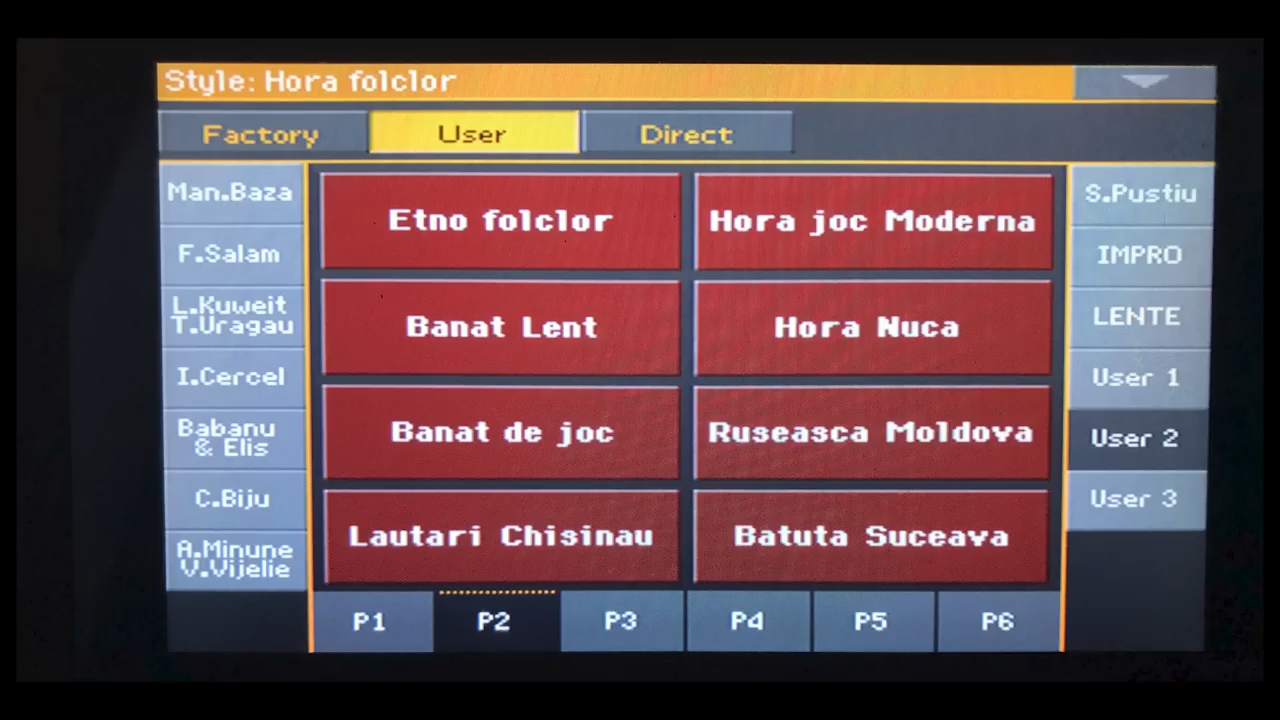 Style: Hora folclor
Factory
User
Direct
Man.Baza
F.Salam
L.Kuweit
T.Uragau
I.Cercel
Babanu
& Elis
C.Biju
A.Minune
V.Vijelie
Etno folclor
Hora joc Moderna
Banat Lent
Hora Nuca
Banat de joc
Ruseasca Moldova
Lautari Chisinau
Batuta Suceava
S.Pustiu
IMPRO
LENTE
User 1
User 2
User 3
P1
P2
P3
P4
P5
P6